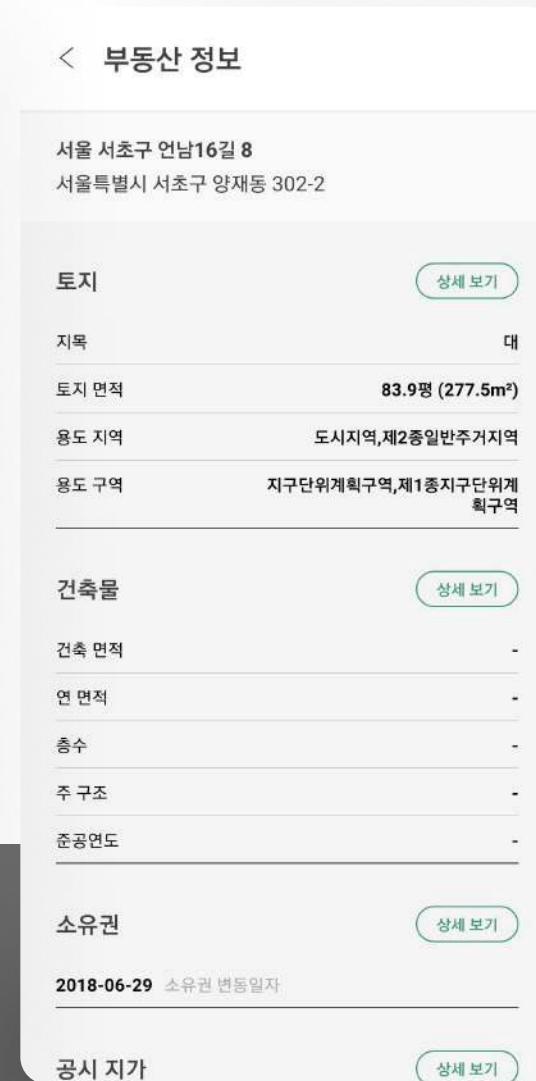 < 부동산 정보
서울 서초구 언남16길 8
서울특별시 서초구 양재동 302-2
토지 상세 보기
지목 대
토지 면적 83.9평 (277.5m²)
용도 지역 도시지역,제2종일반주거지역
용도 구역 지구단위계획구역,제1종지구단위계
획구역
건축물 상세 보기
건축 면적 -
연 면적 -
층수 -
주 구조 -
준공연도 -
소유권 상세 보기
2018-06-29 소유권 변동일자
공시 지가 상세 보기